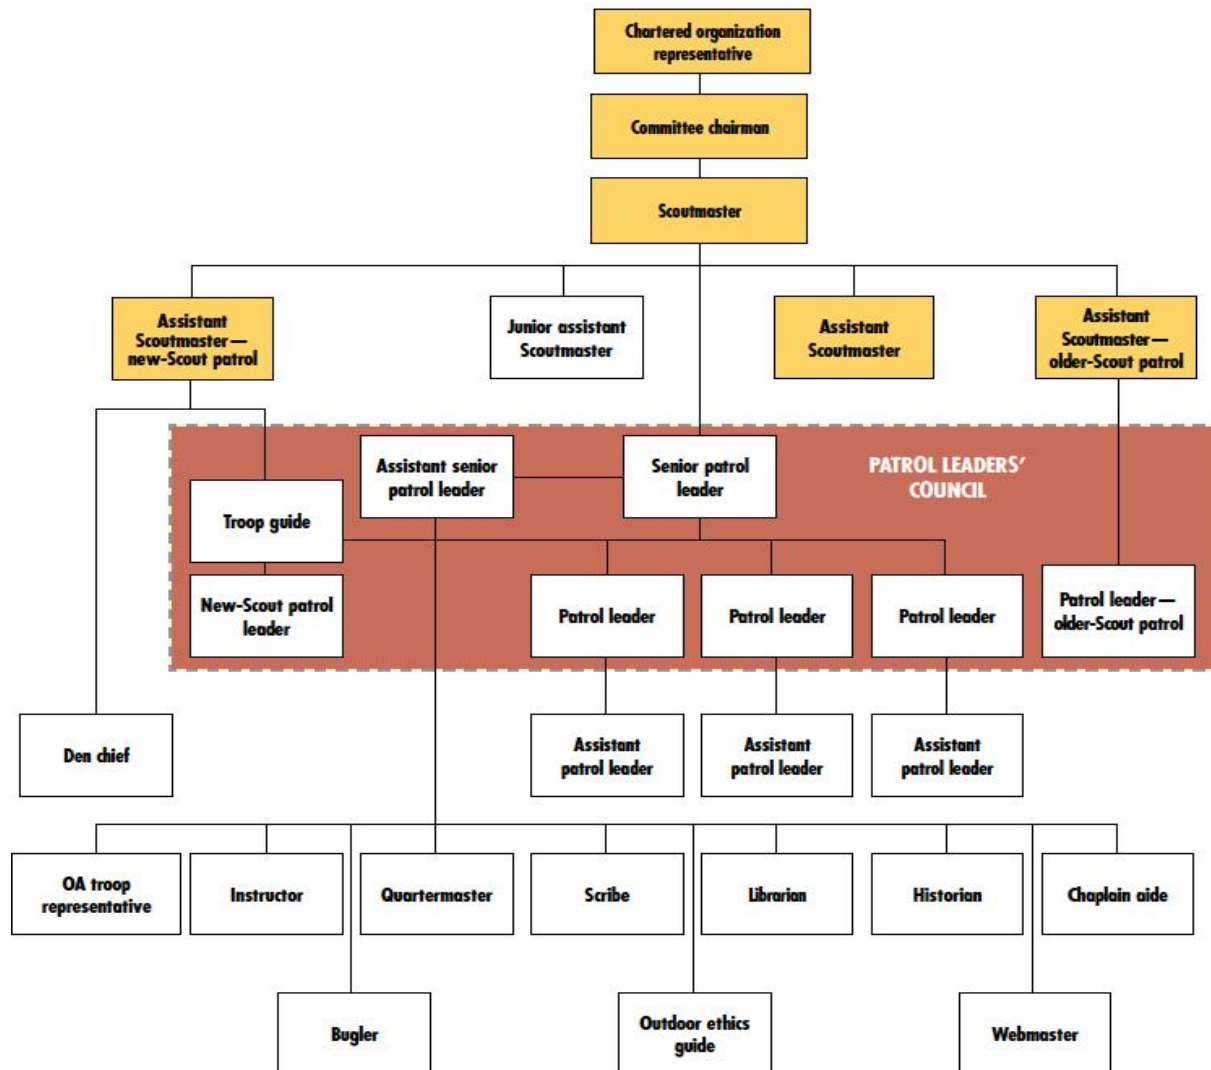 Chartered organization
representative
Committee chairman
Scoutmaster
Assistant
Scoutmaster—
new-Scout patrol
Junior assistant
Scoutmaster
Assistant
Scoutmaster
Assistant
Scoutmaster—
older-Scout patrol
PATROL LEADERS’
COUNCIL
Assistant senior
patrol leader
Senior patrol
leader
Troop guide
New-Scout patrol
leader
Patrol leader
Patrol leader
Patrol leader
Patrol leader—
older-Scout patrol
Den chief
Assistant
patrol leader
Assistant
patrol leader
Assistant
patrol leader
OA troop
representative
Instructor
Quartermaster
Scribe
Librarian
Historian
Chaplain aide
Bugler
Outdoor ethics
guide
Webmaster